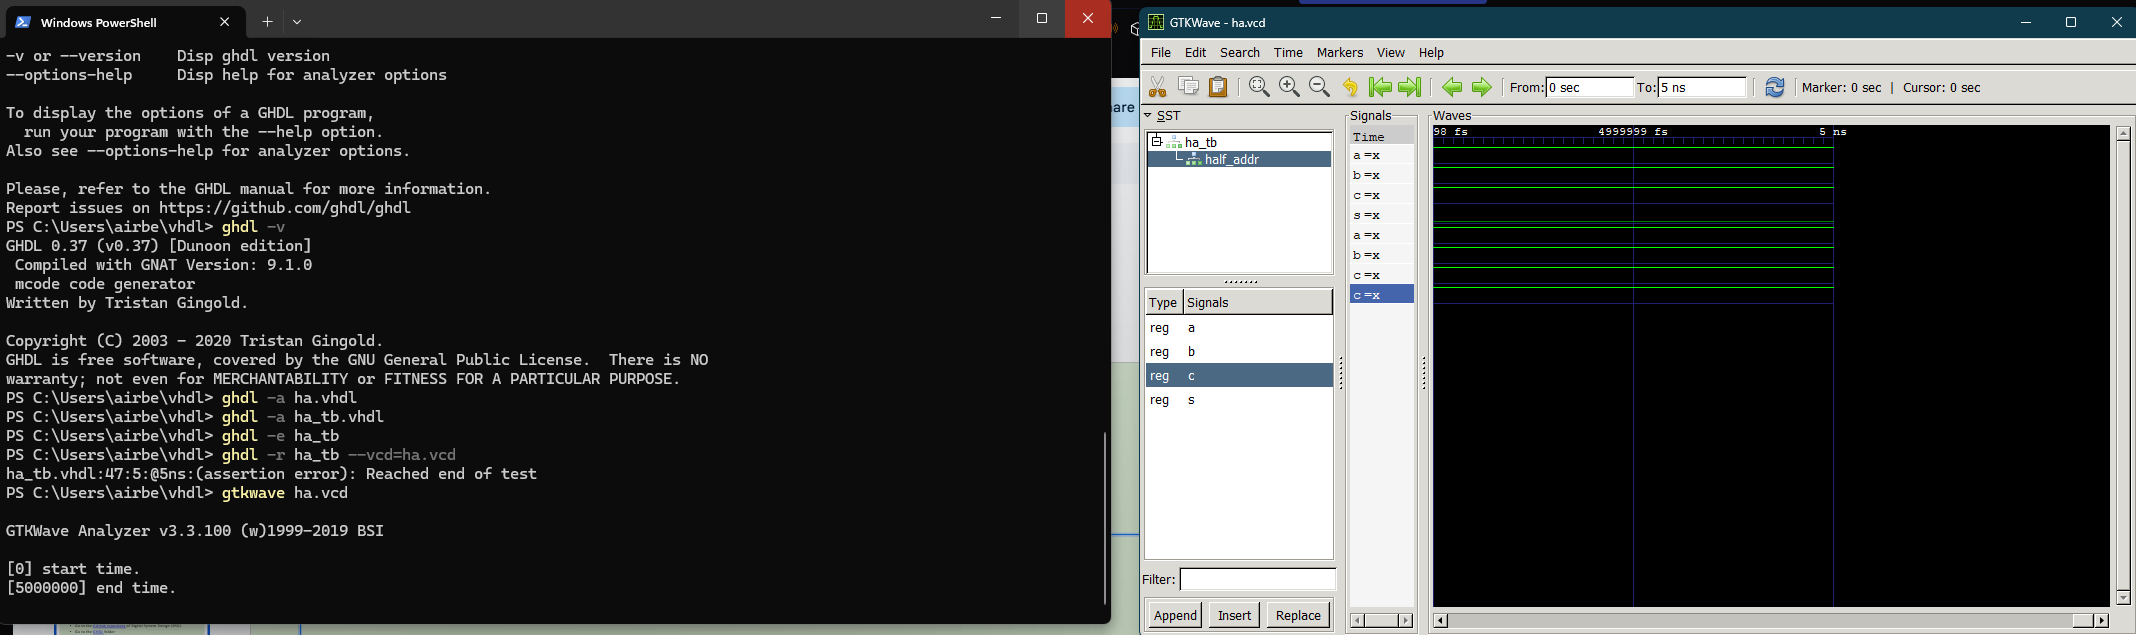 Windows PowerShell
-v or --version    Disp ghdl version
--options-help     Disp help for analyzer options
To display the options of a GHDL program,
run your program with the --help option.
Also see --options-help for analyzer options.
Please, refer to the GHDL manual for more information.
Report issues on https://github.com/ghdl/ghdl
PS C:\Users\airbe\vhdl> ghdl -v
GHDL 0.37 (v0.37) [Dunoon edition]
Compiled with GNAT Version: 9.1.0
mcode code generator
Written by Tristan Gingold.
Copyright (C) 2003 - 2020 Tristan Gingold.
GHDL is free software, covered by the GNU General Public License.  There is NO
warranty; not even for MERCHANTABILITY or FITNESS FOR A PARTICULAR PURPOSE.
PS C:\Users\airbe\vhdl> ghdl -a ha.vhdl
PS C:\Users\airbe\vhdl> ghdl -a ha_tb.vhdl
PS C:\Users\airbe\vhdl> ghdl -e ha_tb
PS C:\Users\airbe\vhdl> ghdl -r ha_tb --vcd=ha.vcd
ha_tb.vhdl:47:5:@5ns:(assertion error): Reached end of test
PS C:\Users\airbe\vhdl> gtkwave ha.vcd
GTKWave Analyzer v3.3.100 (w)1999-2019 BSI
[0] start time.
[5000000] end time.
are
GTKWave - ha.vcd
File Edit Search Time Markers View Help
From: 0 sec To: 5 ns Marker: 0 sec | Cursor: 0 sec
SST
ha_tb
half_addr
Type Signals
reg a
reg b
reg c
reg s
Filter:
Append Insert Replace
Signals
Time
a=x
b=x
c=x
s=x
a=x
b=x
c=x
c=x
Waves
98 fs 4999999 fs 5 ns